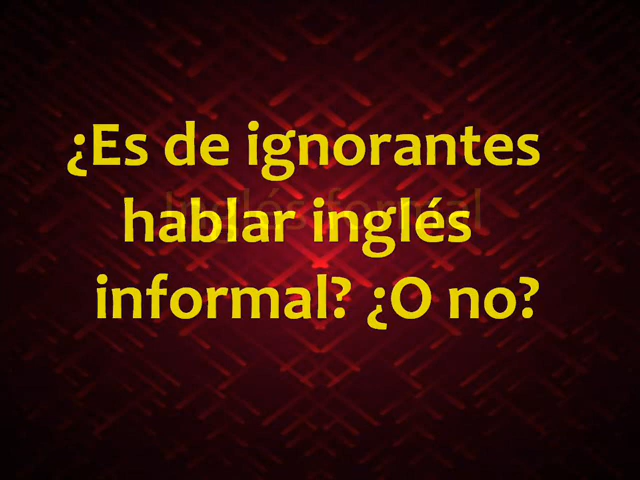 ¿Es de ignorantes
hablar inglés
informal? ¿O no?